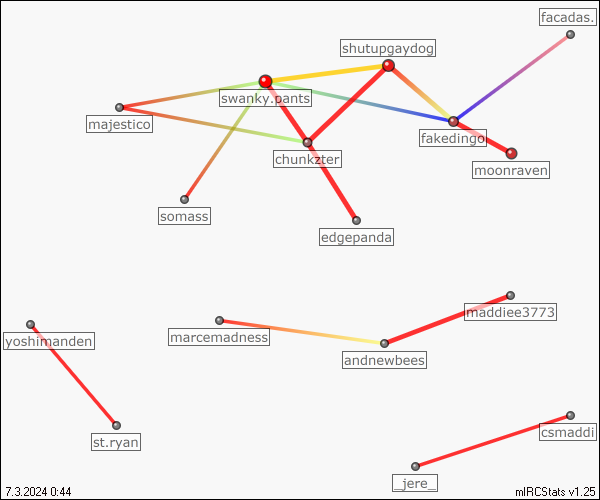 facadas.
shutupgaydog
swanky.pants
majestico
fakedingo
chunkzter
moonraven
somass
edgepanda
maddiee3773
yoshimanden
marcemadness
andnewbees
st.ryan
csmaddi
_jere_
7.3.2024 0:44
mIRCStats v1.25